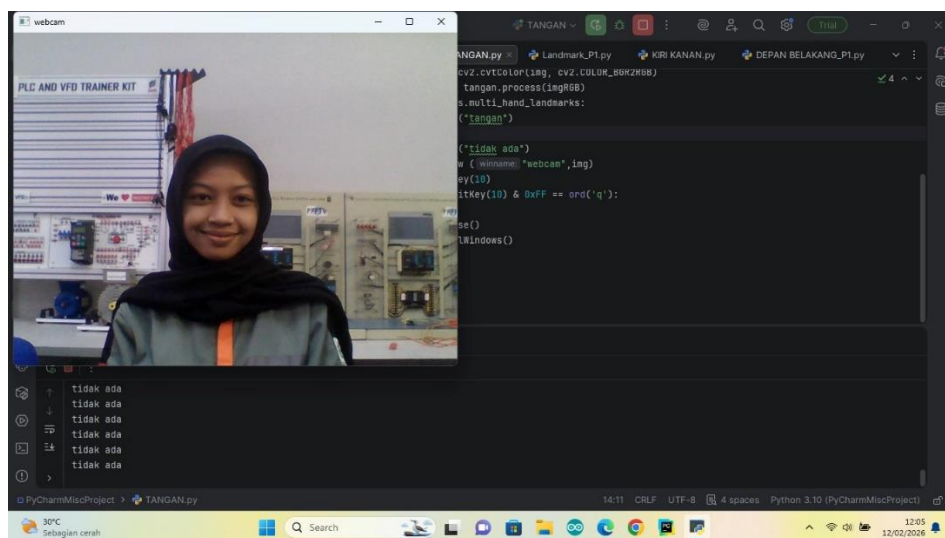 webcam
TANGAN
Trial
ANGAN.py
Landmark_P1.py
KIRI KANAN.py
DEPAN BELAKANG_P1.py
cv2.cvtColor(img, cv2.COLOR_BGR2RGB)
4
tangan.process(imgRGB)
s.multi_hand_landmarks:
("tangan")
("tidak ada")
w ( winname: "webcam",img)
ey(10)
itKey(10) & 0xFF == ord('q'):
se()
lWindows()
PLC AND VFD TRAINER KIT
We
tidak ada
tidak ada
tidak ada
tidak ada
tidak ada
tidak ada
PyCharmMiscProject > TANGAN.py
14:11 CRLF UTF-8 4 spaces Python 3.10 (PyCharmMiscProject)
30°C
Sebagian cerah
Search
12:05
12/02/2026